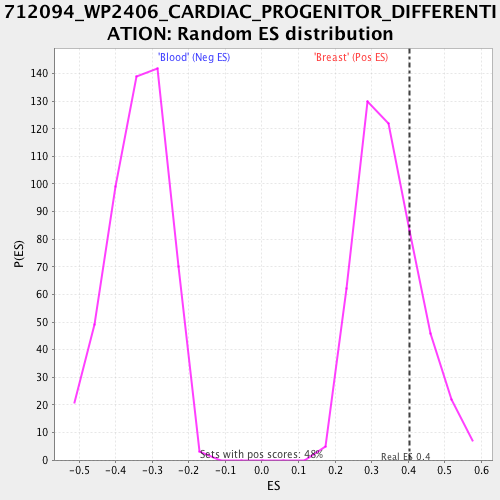 712094_WP2406_CARDIAC_PROGENITOR_DIFFERENTI
ATION: Random ES distribution
'Blood' (Neg ES) 'Breast' (Pos ES)
140
130
120
110
100
90
80
70
60
50
40
30
20
10
0
P(ES)
Sets with pos scores: 48%
Real ES 0.4
-0.5 -0.4 -0.3 -0.2 -0.1 0.0 0.1 0.2 0.3 0.4 0.5 0.6
ES